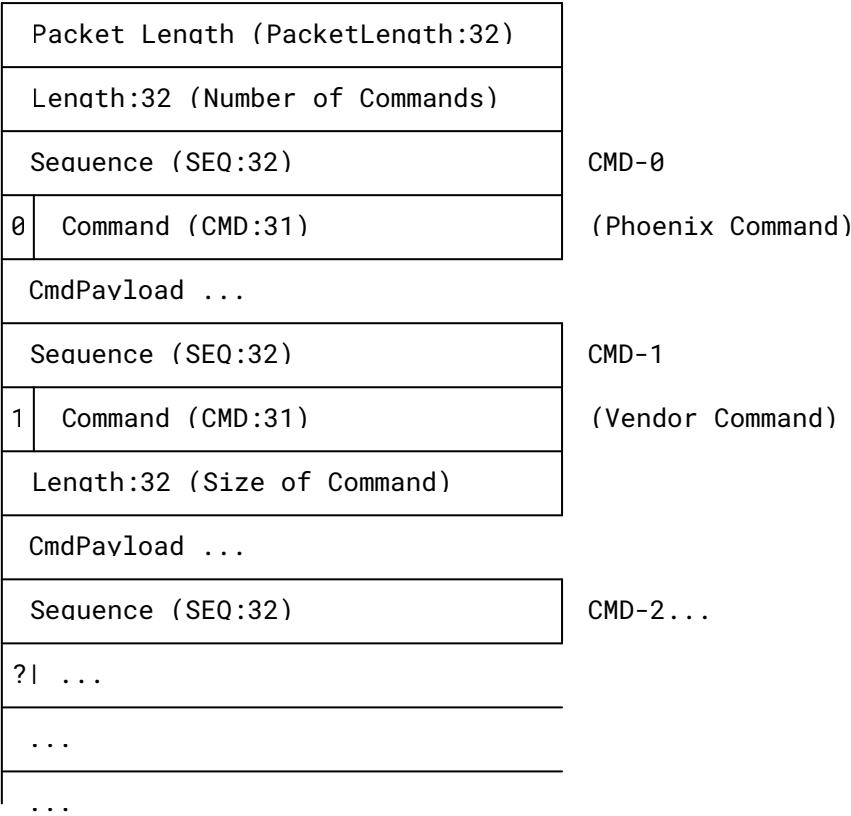 Packet Length (PacketLength:32)
Length:32 (Number of Commands)
Sequence (SEQ:32) CMD-0
0 Command (CMD:31) (Phoenix Command)
CmdPayload ...
Sequence (SEQ:32) CMD-1
1 Command (CMD:31) (Vendor Command)
Length:32 (Size of Command)
CmdPayload ...
Sequence (SEQ:32) CMD-2...
?| ...
...
...